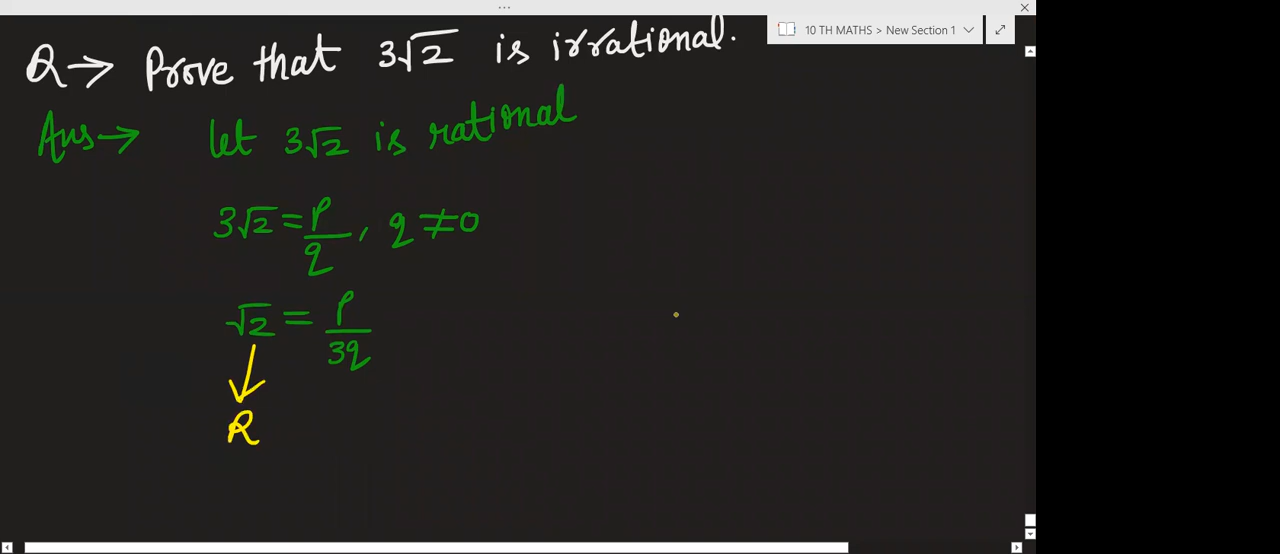 10 TH MATHS > New Section 1
Q → Prove that 3√2 is irrational.
Ans → let 3√2 is rational
3√2 = p/q, q ≠ 0
√2 = p/3q
R